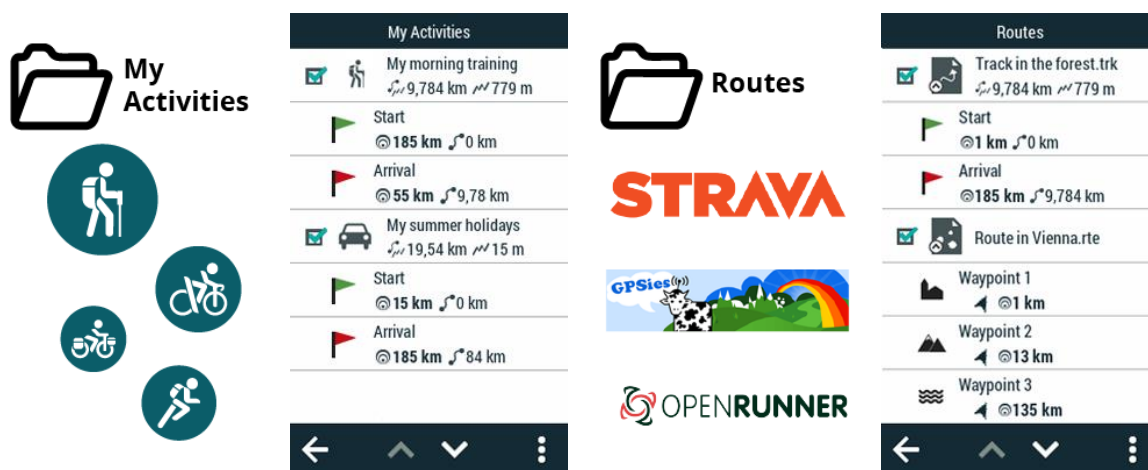 My
Activities
My Activities
My morning training
9,784 km 779 m
Start
185 km 0 km
Arrival
55 km 9,78 km
My summer holidays
19,54 km 15 m
Start
15 km 0 km
Arrival
185 km 84 km
Routes
STRAVA
GPSies
OPENRUNNER
Routes
Track in the forest.trk
9,784 km 779 m
Start
1 km 0 km
Arrival
185 km 9,784 km
Route in Vienna.rte
Waypoint 1
1 km
Waypoint 2
13 km
Waypoint 3
135 km